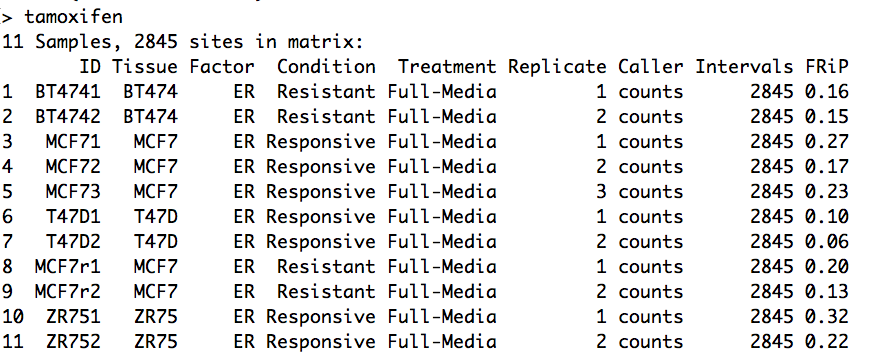 > tamoxifen
11 Samples, 2845 sites in matrix:
ID Tissue Factor Condition Treatment Replicate Caller Intervals FRiP
1 BT4741 BT474 ER Resistant Full-Media 1 counts 2845 0.16
2 BT4742 BT474 ER Resistant Full-Media 2 counts 2845 0.15
3 MCF71 MCF7 ER Responsive Full-Media 1 counts 2845 0.27
4 MCF72 MCF7 ER Responsive Full-Media 2 counts 2845 0.17
5 MCF73 MCF7 ER Responsive Full-Media 3 counts 2845 0.23
6 T47D1 T47D ER Responsive Full-Media 1 counts 2845 0.10
7 T47D2 T47D ER Responsive Full-Media 2 counts 2845 0.06
8 MCF7r1 MCF7 ER Resistant Full-Media 1 counts 2845 0.20
9 MCF7r2 MCF7 ER Resistant Full-Media 2 counts 2845 0.13
10 ZR751 ZR75 ER Responsive Full-Media 1 counts 2845 0.32
11 ZR752 ZR75 ER Responsive Full-Media 2 counts 2845 0.22